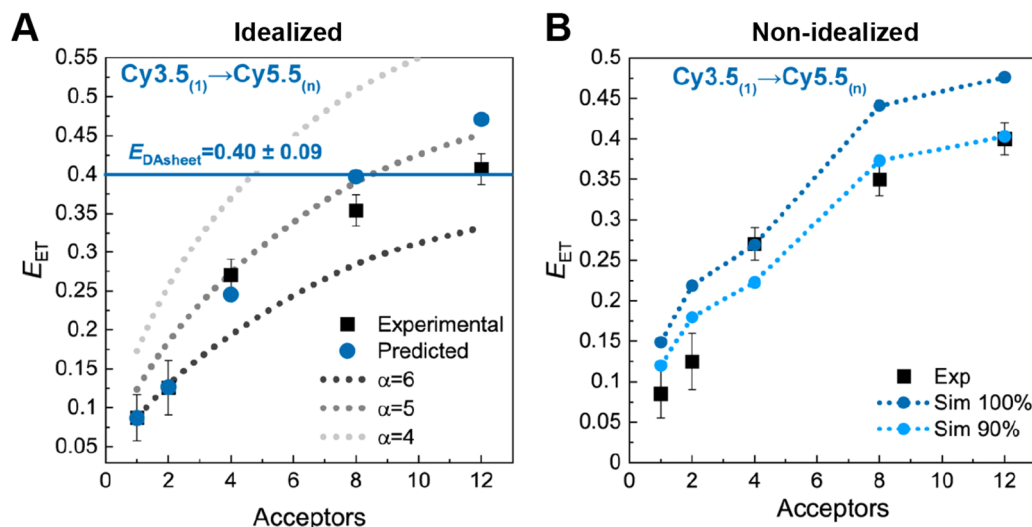 A
Idealized
Cy3.5(1)→Cy5.5(n)
EDAsheet=0.40 ± 0.09
EET
0.55
0.5
0.45
0.4
0.35
0.3
0.25
0.2
0.15
0.1
0.05
Experimental
Predicted
α=6
α=5
α=4
0 2 4 6 8 10 12
Acceptors
B
Non-idealized
Cy3.5(1)→Cy5.5(n)
EET
0.5
0.45
0.4
0.35
0.3
0.25
0.2
0.15
0.1
0.05
0
Exp
Sim 100%
Sim 90%
0 2 4 6 8 10 12
Acceptors